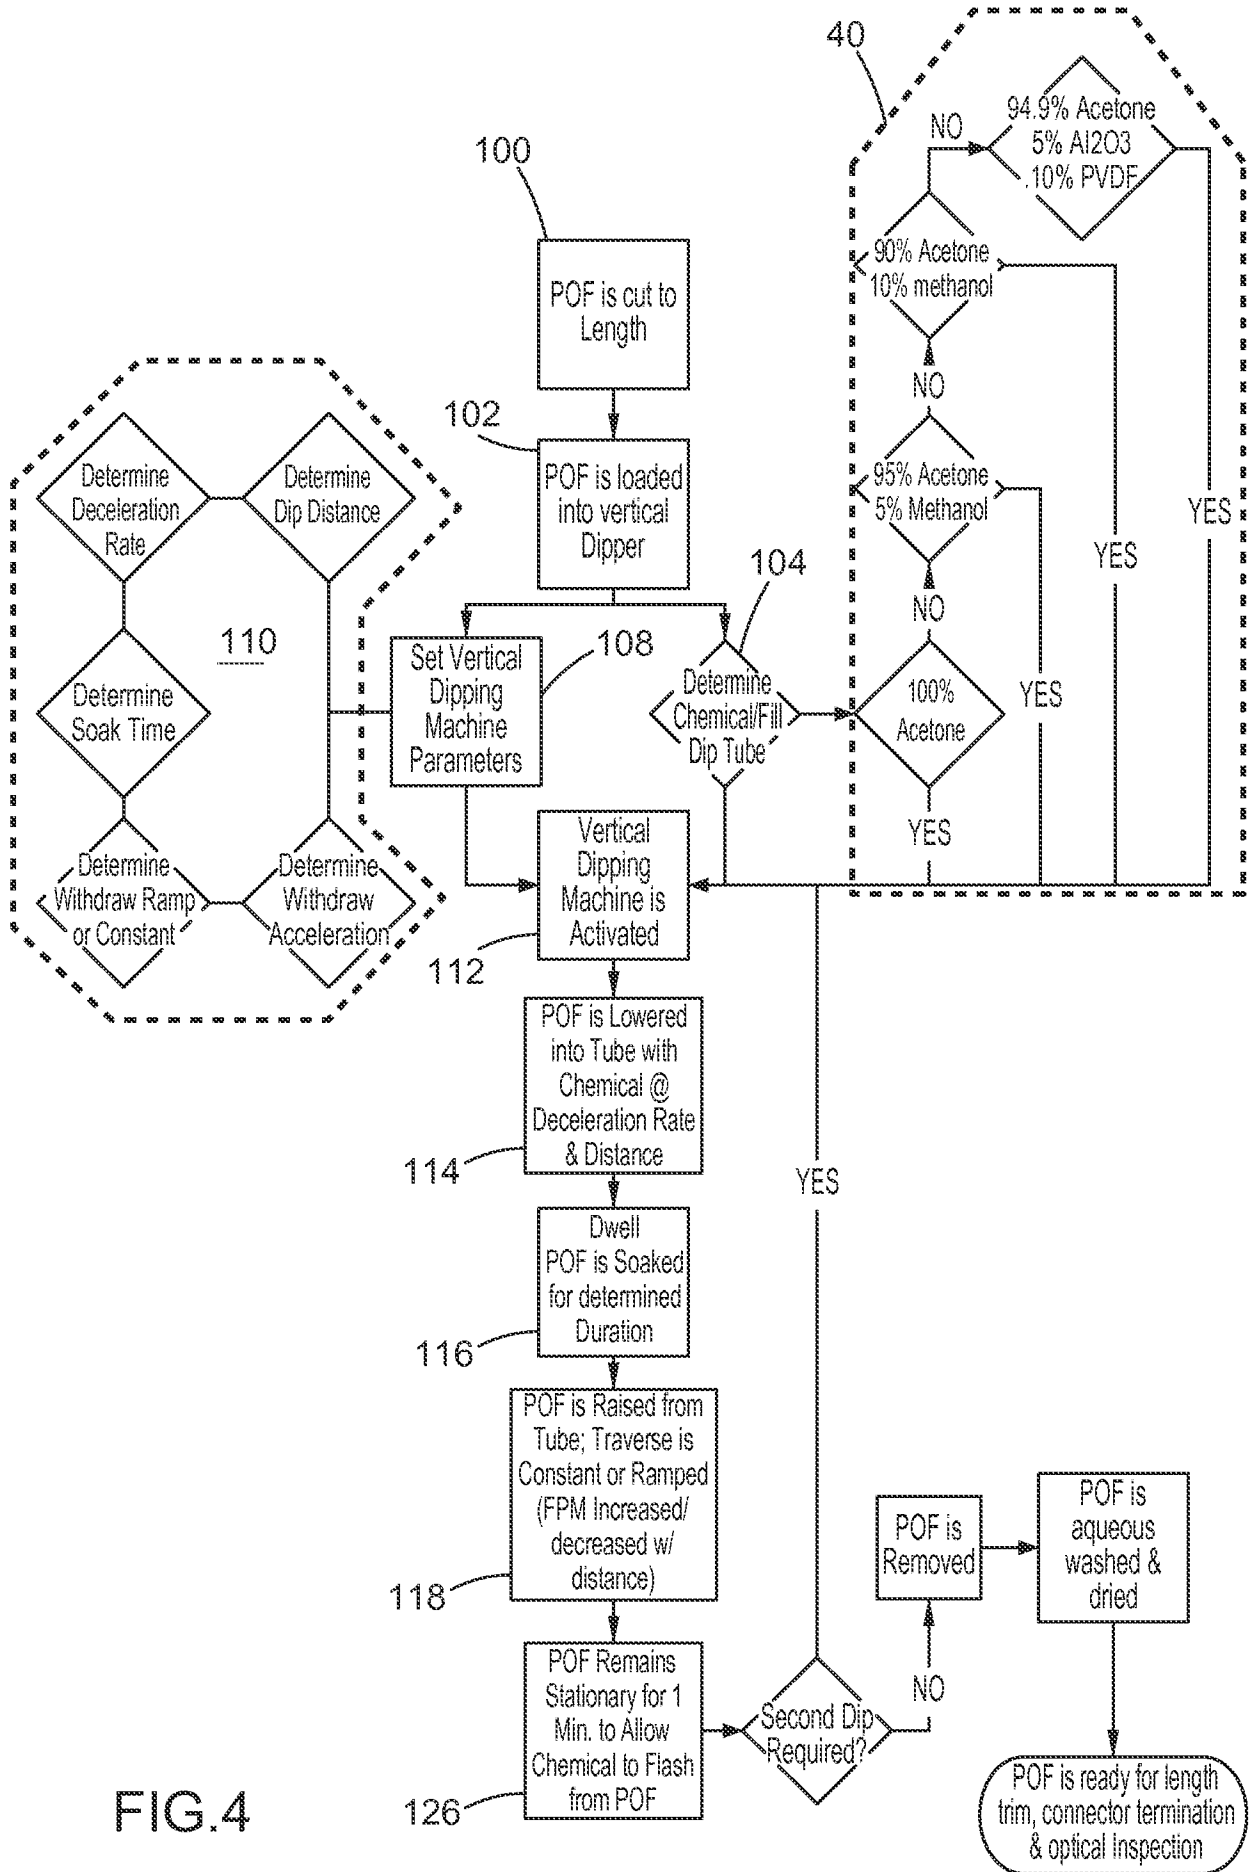 40
94.9% Acetone
5% Al2O3
.10% PVDF
NO
100
90% Acetone
10% methanol
POF is cut to
Length
NO
102
95% Acetone
5% Methanol
YES
YES
POF is loaded
into vertical
Dipper
Determine
Deceleration
Rate
Determine
Dip Distance
104
NO
110
108
Set Vertical
Dipping
Machine
Parameters
Determine
Chemical/Fill
Dip Tube
100%
Acetone
YES
Determine
Soak Time
YES
Vertical
Dipping
Machine is
Activated
112
Determine
Withdraw Ramp
or Constant
Determine
Withdraw
Acceleration
POF is Lowered
into Tube with
Chemical @
Deceleration Rate
& Distance
114
YES
Dwell
POF is Soaked
for determined
Duration
116
POF is Raised from
Tube; Traverse is
Constant or Ramped
(FPM Increased/
decreased w/
distance)
118
POF is
Removed
POF is
aqueous
washed &
dried
POF Remains
Stationary for 1
Min. to Allow
Chemical to Flash
from POF
126
Second Dip
Required?
NO
POF is ready for length
trim, connector termination
& optical Inspection
FIG.4